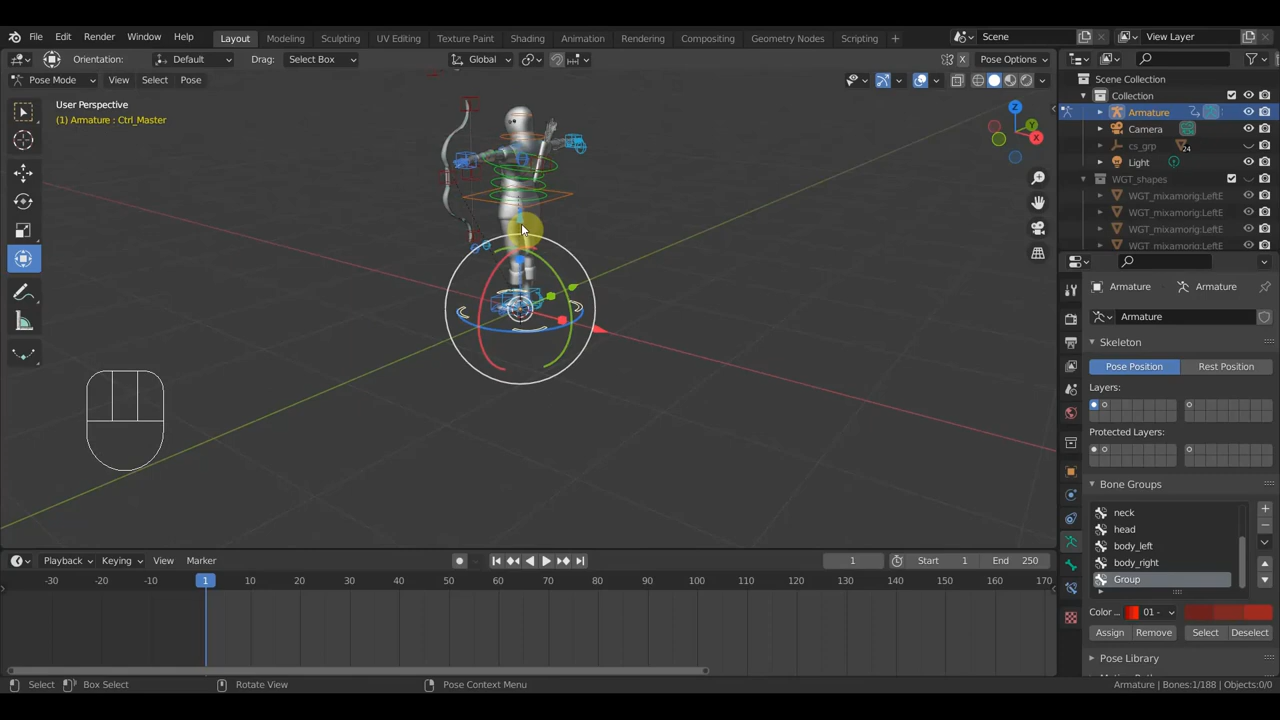 File Edit Render Window Help Layout Modeling Sculpting UV Editing Texture Paint Shading Animation Rendering Compositing Geometry Nodes Scripting + Scene View Layer
Orientation: Default Drag: Select Box Global Pose Options
Pose Mode View Select Pose
User Perspective
(1) Armature : Ctrl_Master
Z
Y
X
Scene Collection
Collection
Armature
Camera
cs_grp 24
Light
WGT_shapes
WGT_mixamorig:LeftE
WGT_mixamorig:LeftE
WGT_mixamorig:LeftE
WGT_mixamorig:LeftE
Armature Armature
Armature
Skeleton
Pose Position Rest Position
Layers:
Protected Layers:
Bone Groups
neck
head
body_left
body_right
Group
Color ... 01 -
Assign Remove Select Deselect
Pose Library
Playback Keying View Marker 1 Start 1 End 250
-30 -20 -10 1 10 20 30 40 50 60 70 80 90 100 110 120 130 140 150 160 170
Select Box Select Rotate View Pose Context Menu Armature | Bones:1/188 | Objects:0/0